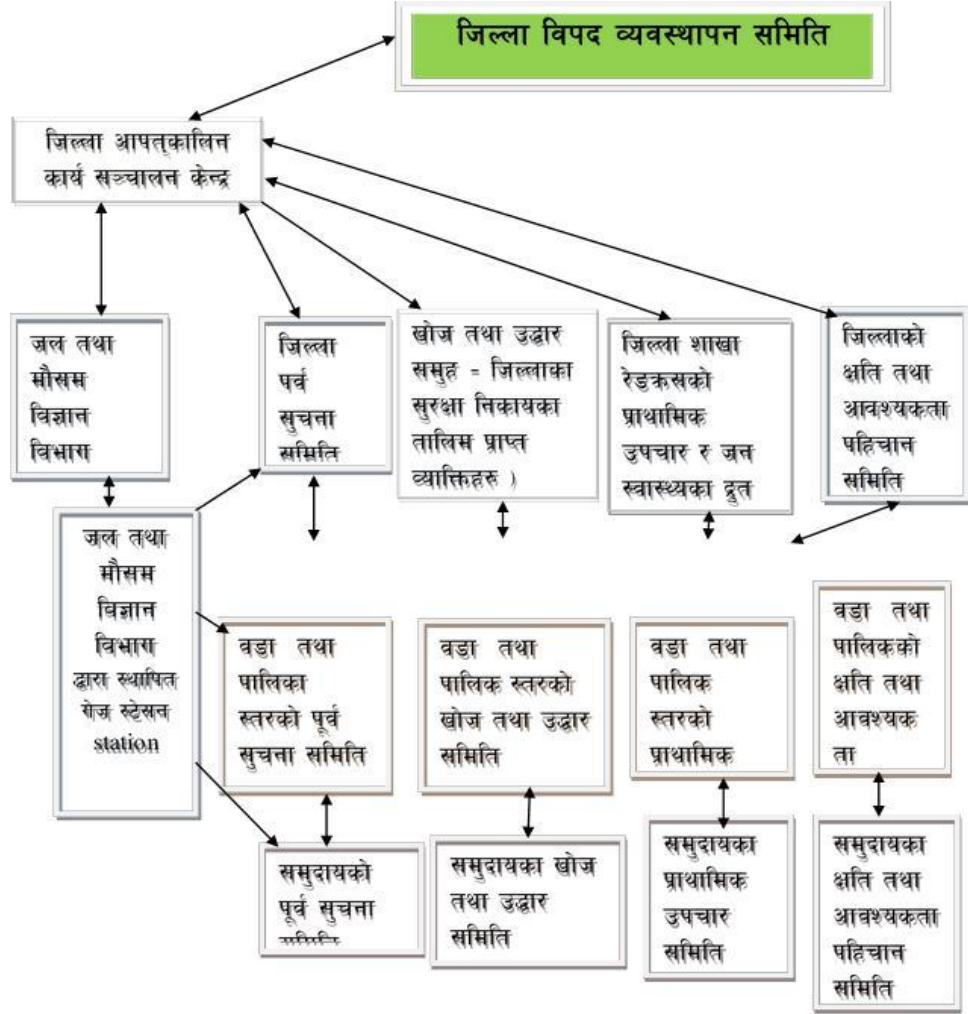 जिल्ला विपद व्यवस्थापन समिति
जिल्ला आपत्कालिन
कार्य सञ्चालन केन्द्र
जल तथा
मौसम
विज्ञान
विभाग
जिल्ला
पर्व
सुचना
समिति
खोज तथा उद्धार
समुह = जिल्लाका
सुरक्षा निकायका
तालिम प्राप्त
व्याक्तिहरु )
जिल्ला शाखा
रेडक्रसको
प्राथामिक
उपचार र जन
स्वास्थ्यका द्रुत
जिल्लाको
क्षति तथा
आवश्यकता
पहिचान
समिति
जल तथा
मौसम
विज्ञान
विभाग
द्वारा स्थापित
गेज स्टेसन
station
वडा तथा
पालिका
स्तरको पूर्व
सुचना समिति
वडा तथा
पालिक स्तरको
खोज तथा उद्धार
समिति
वडा तथा
पालिक
स्तरको
प्राथामिक
वडा तथा
पालिकको
क्षति तथा
आवश्यक
ता
समुदायको
पूर्व सुचना
समुदायका खोज
तथा उद्धार
समिति
समुदायका
प्राथामिक
उपचार
समिति
समुदायका
क्षति तथा
आवश्यकता
पहिचान
समिति